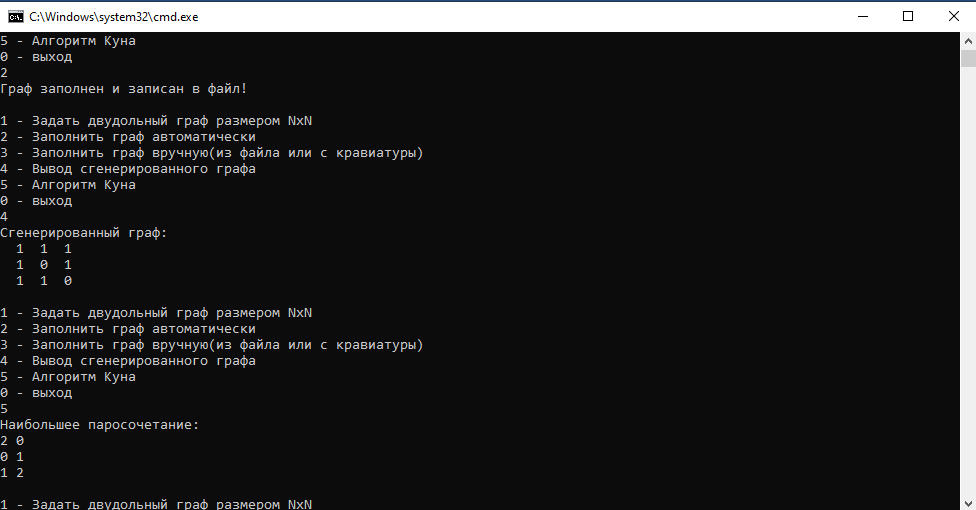 C:\Windows\system32\cmd.exe
5 - Алгоритм Куна
0 - выход
2
Граф заполнен и записан в файл!
1 - Задать двудольный граф размером NxN
2 - Заполнить граф автоматически
3 - Заполнить граф вручную(из файла или с кравиатуры)
4 - Вывод сгенерированного графа
5 - Алгоритм Куна
0 - выход
4
Сгенерированный граф:
1 1 1
1 0 1
1 1 0
1 - Задать двудольный граф размером NxN
2 - Заполнить граф автоматически
3 - Заполнить граф вручную(из файла или с кравиатуры)
4 - Вывод сгенерированного графа
5 - Алгоритм Куна
0 - выход
5
Наибольшее паросочетание:
2 0
0 1
1 2
1 - Задать двудольный граф размером NxN